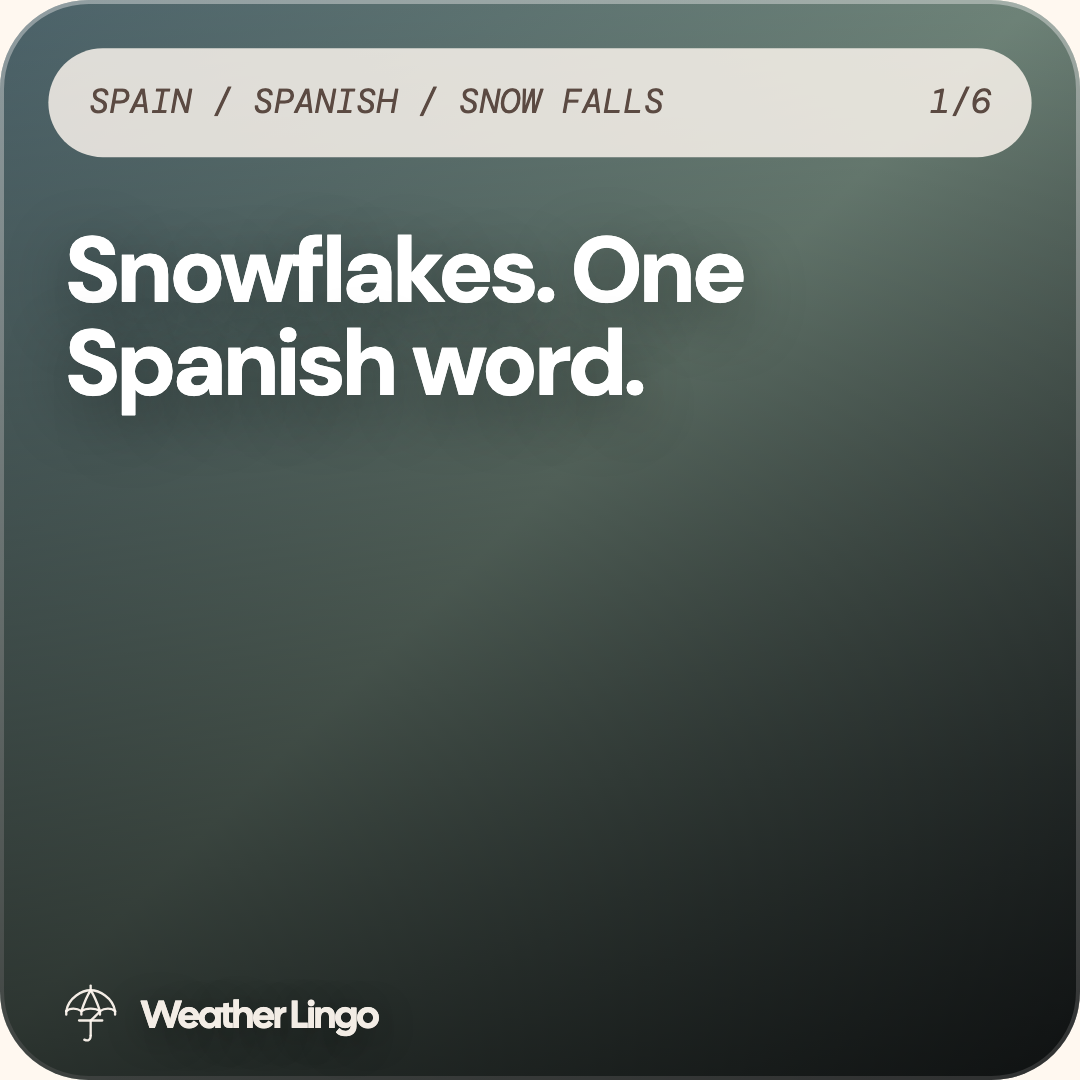 SPAIN / SPANISH / SNOW FALLS 1/6
Snowflakes. One
Spanish word.
Weather Lingo